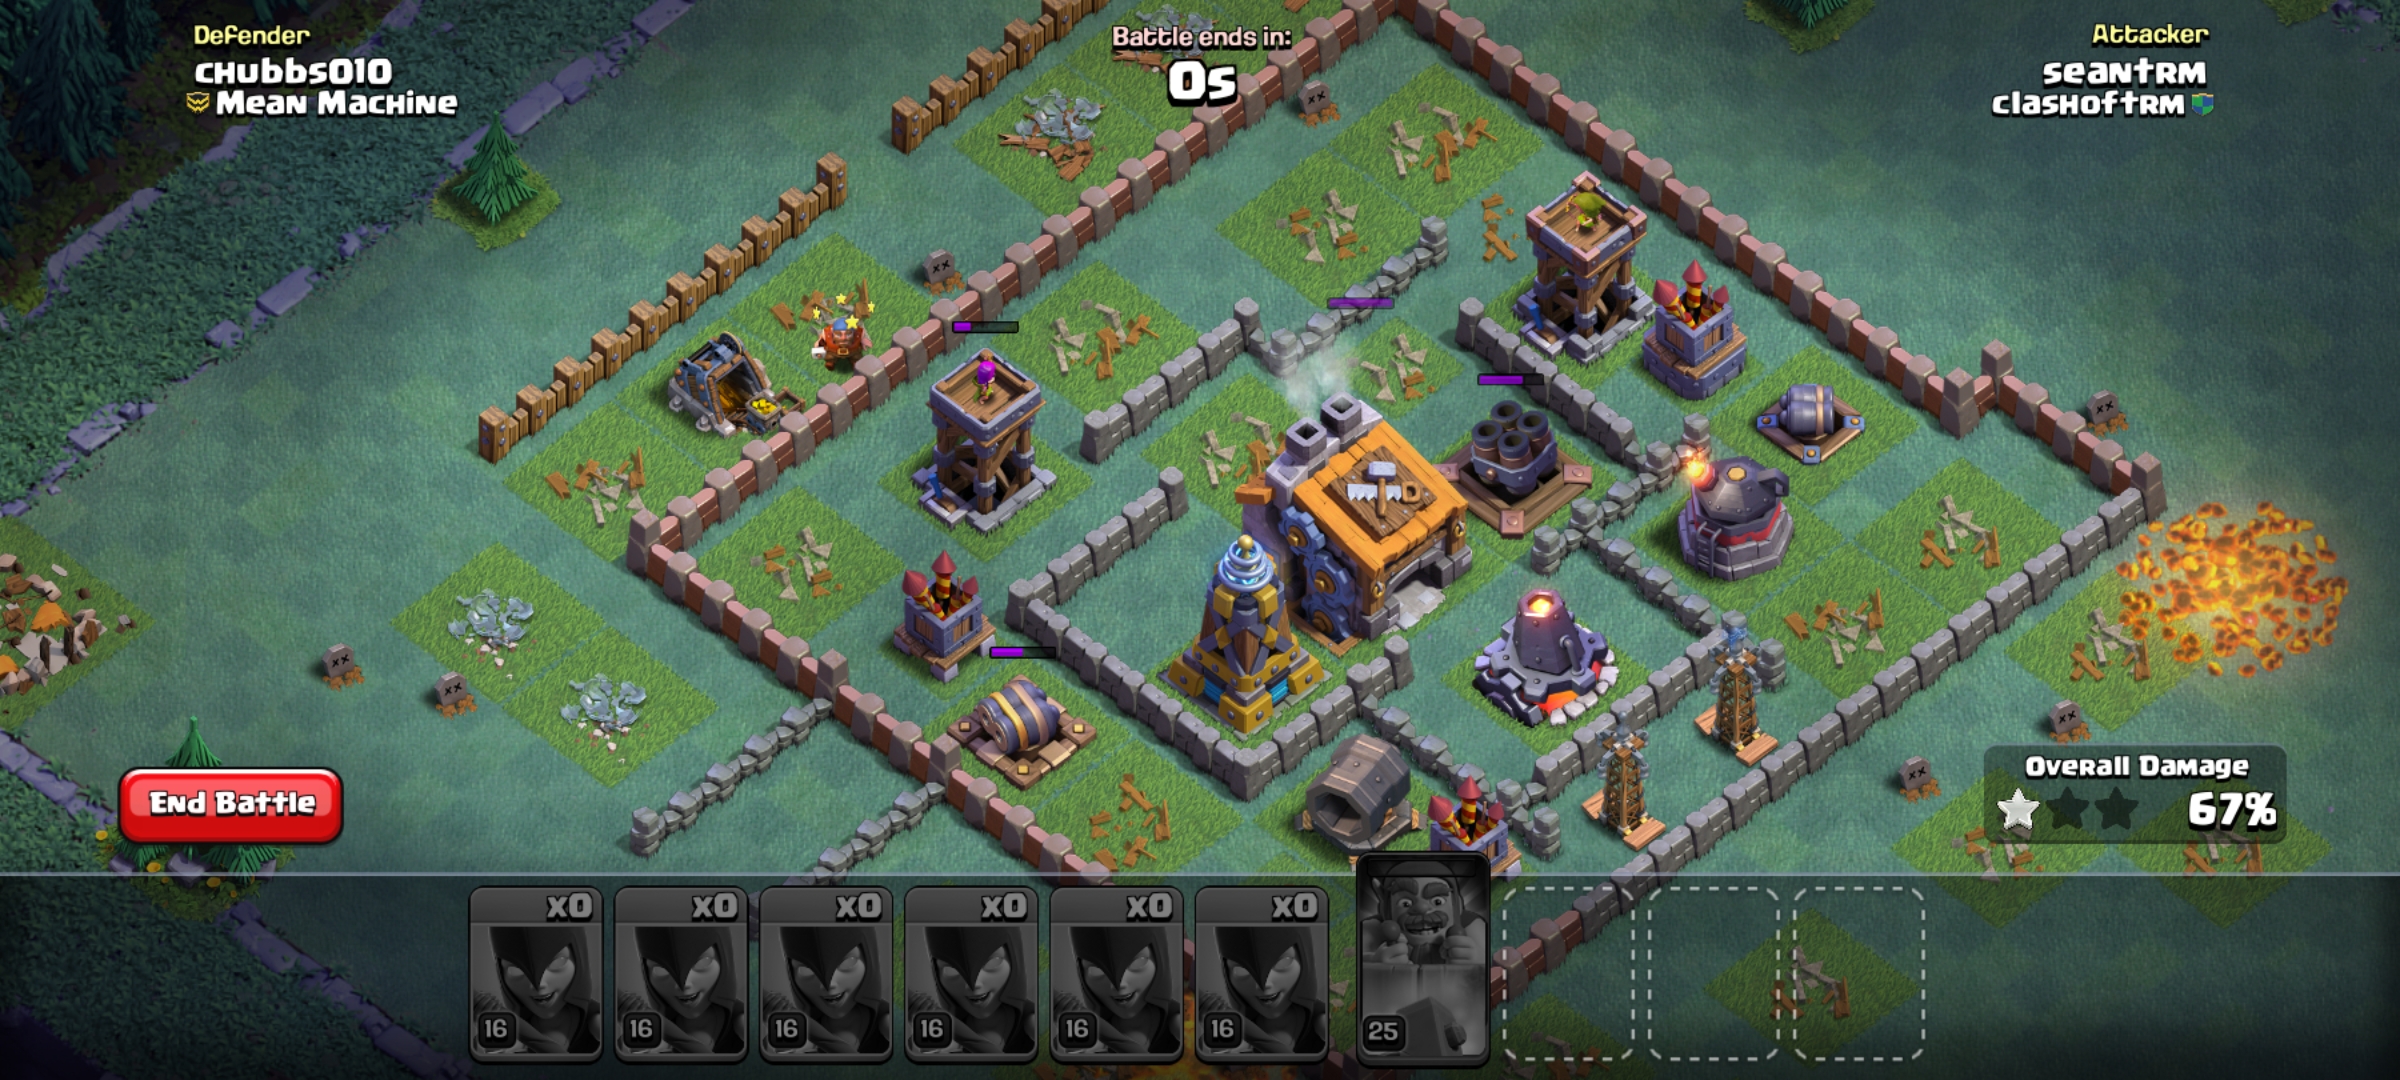 Defender
cHubbs010
Mean Machine
Battle ends in:
0s
Attacker
seantRM
clashoftRM
End Battle
Overall Damage
67%
x0
x0
x0
x0
x0
x0
16
16
16
16
16
16
25